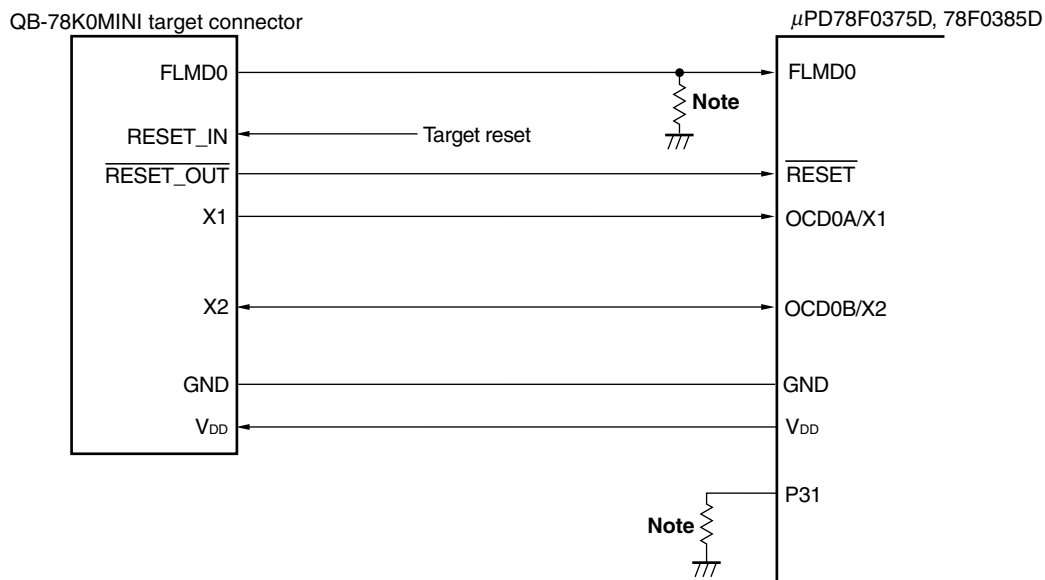 QB-78K0MINI target connector
μPD78F0375D, 78F0385D
FLMD0
FLMD0
Note
RESET_IN
Target reset
RESET_OUT
RESET
X1
OCD0A/X1
X2
OCD0B/X2
GND
GND
VDD
VDD
P31
Note